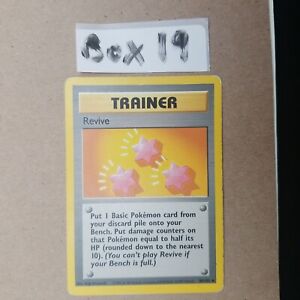 Box 19
TRAINER
Revive
Put 1 Basic Pokémon card from
your discard pile onto your
Bench. Put damage counters on
that Pokémon equal to half its
HP (rounded down to the nearest
10). (You can't play Revive if
your Bench is full.)